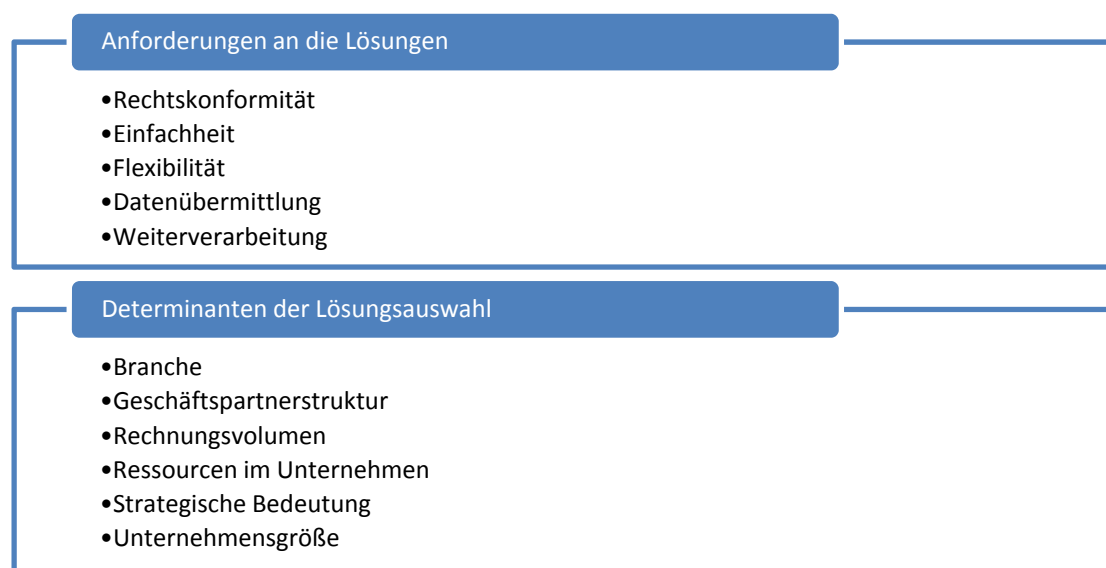 Anforderungen an die Lösungen
•Rechtskonformität
•Einfachheit
•Flexibilität
•Datenübermittlung
•Weiterverarbeitung
Determinanten der Lösungsauswahl
•Branche
•Geschäftspartnerstruktur
•Rechnungsvolumen
•Ressourcen im Unternehmen
•Strategische Bedeutung
•Unternehmensgröße